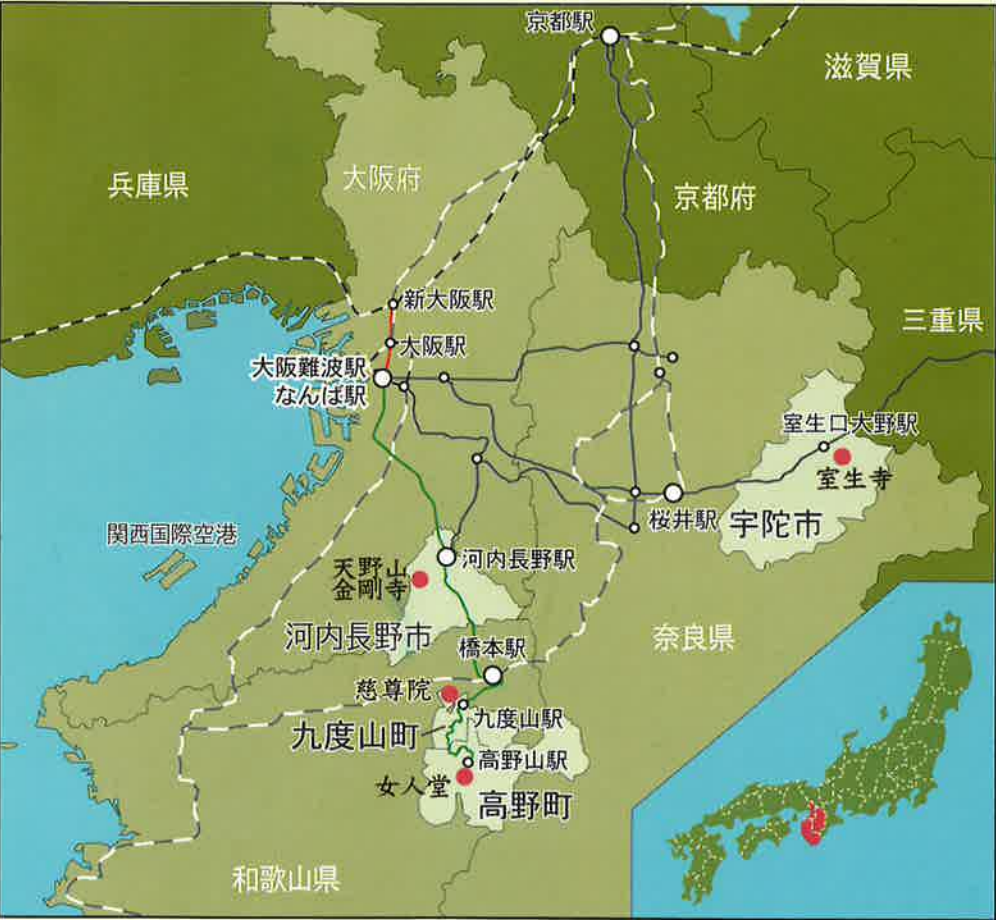 京都駅
滋賀県
大阪府
兵庫県
京都府
新大阪駅
三重県
大阪駅
大阪難波駅
なんば駅
室生口大野駅
室生寺
桜井駅
宇陀市
関西国際空港
河内長野駅
天野山
金剛寺
河内長野市
奈良県
橋本駅
慈尊院
九度山駅
九度山町
高野山駅
女人堂
高野町
和歌山県